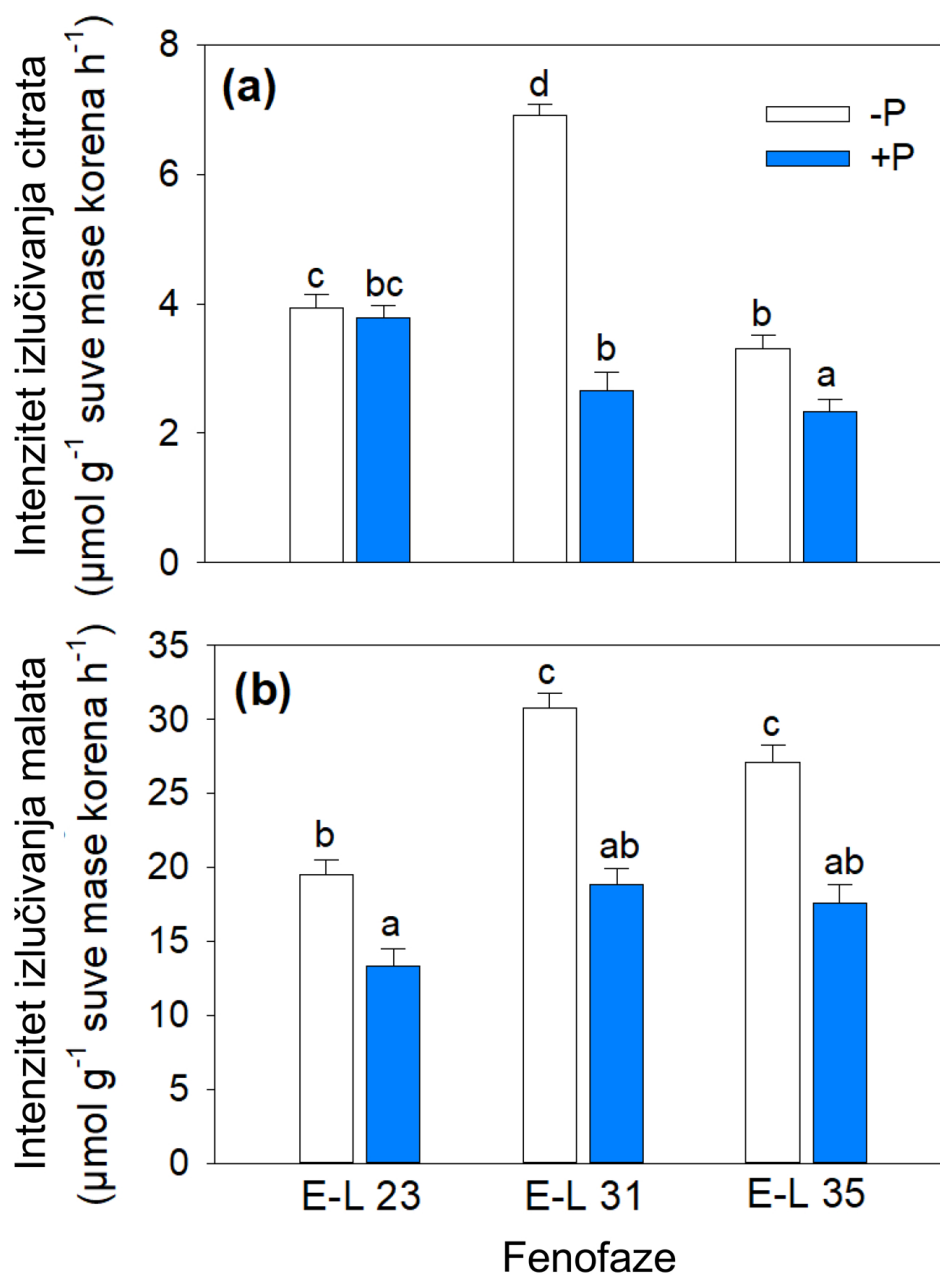 Intenzitet izlučivanja citrata
(μmol g⁻¹ suve mase korena h⁻¹)
8
6
4
2
0
(a)
-P
+P
c
bc
d
b
b
a
Intenzitet izlučivanja malata
(μmol g⁻¹ suve mase korena h⁻¹)
35
30
25
20
15
10
5
0
(b)
b
a
c
ab
c
ab
E-L 23
E-L 31
E-L 35
Fenofaze